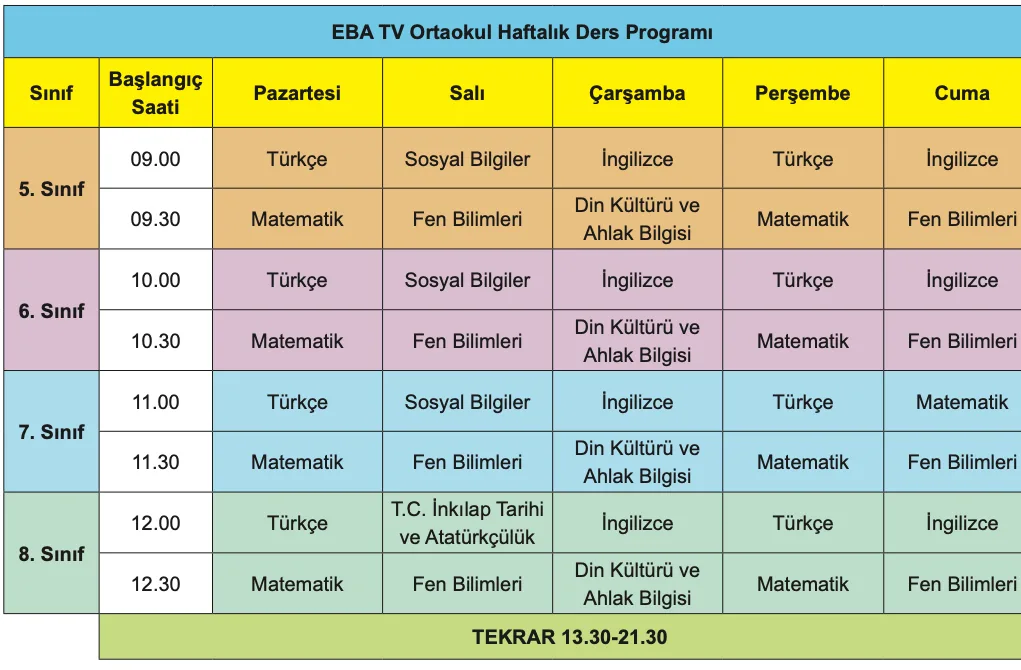 EBA TV Ortaokul Haftalık Ders Programı
Sınıf Başlangıç Saati Pazartesi Salı Çarşamba Perşembe Cuma
5. Sınıf
09.00 Türkçe Sosyal Bilgiler İngilizce Türkçe İngilizce
09.30 Matematik Fen Bilimleri Din Kültürü ve Ahlak Bilgisi Matematik Fen Bilimleri
6. Sınıf
10.00 Türkçe Sosyal Bilgiler İngilizce Türkçe İngilizce
10.30 Matematik Fen Bilimleri Din Kültürü ve Ahlak Bilgisi Matematik Fen Bilimleri
7. Sınıf
11.00 Türkçe Sosyal Bilgiler İngilizce Türkçe Matematik
11.30 Matematik Fen Bilimleri Din Kültürü ve Ahlak Bilgisi Matematik Fen Bilimleri
8. Sınıf
12.00 Türkçe T.C. İnkılap Tarihi ve Atatürkçülük İngilizce Türkçe İngilizce
12.30 Matematik Fen Bilimleri Din Kültürü ve Ahlak Bilgisi Matematik Fen Bilimleri
TEKRAR 13.30-21.30